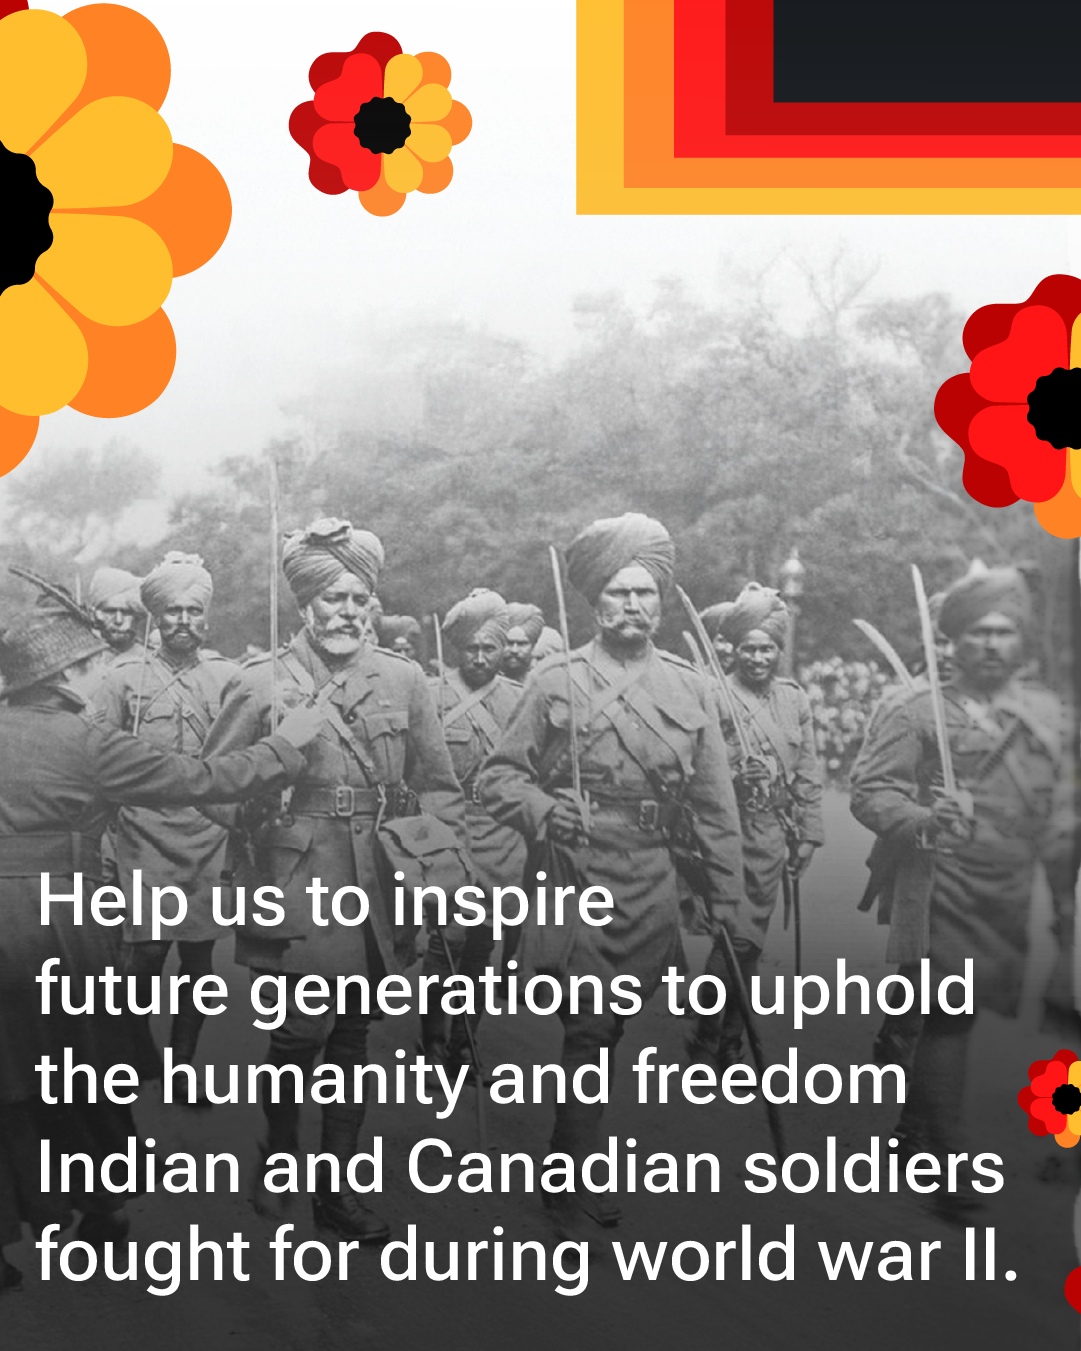 Help us to inspire
future generations to uphold
the humanity and freedom
Indian and Canadian soldiers
fought for during world war II.